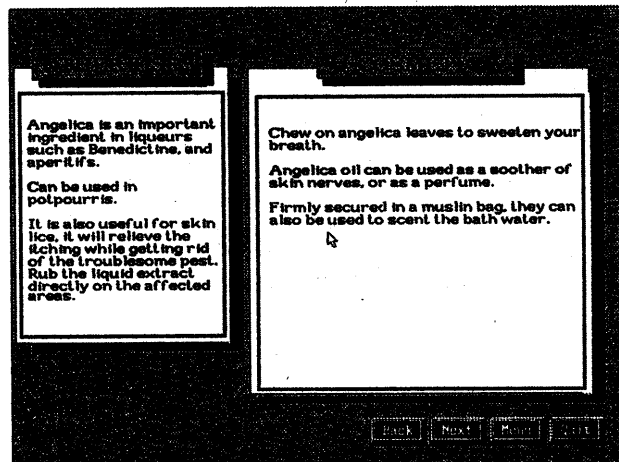 Angelica is an important
ingredient in liqueurs
such as Benedictine, and
aperitifs.
Can be used in
potpourris.
It is also useful for skin
lice, it will relieve the
itching while getting rid
of the troublesome pest.
Rub the liquid extract
directly on the affected
areas.
Chew on angelica leaves to sweeten your
breath.
Angelica oil can be used as a soother of
skin nerves, or as a perfume.
Firmly secured in a muslin bag, they can
also be used to scent the bath water.
Back Next Menu Quit